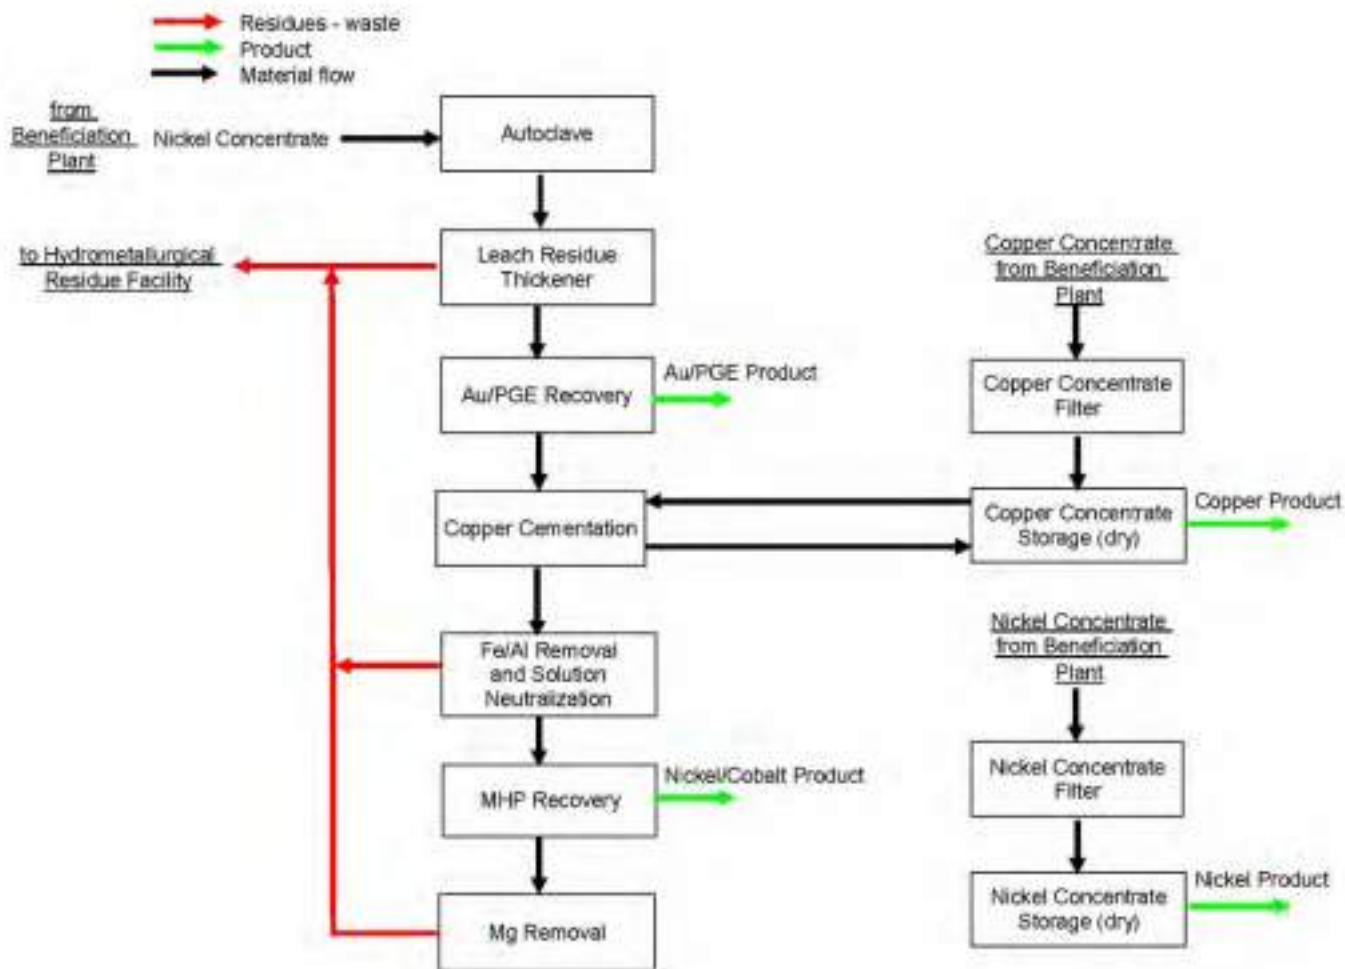 Residues - waste
Product
Material flow
from
Beneficiation
Plant
Nickel Concentrate
Autoclave
to Hydrometallurgical
Residue Facility
Leach Residue
Thickener
Copper Concentrate
from Beneficiation
Plant
Au/PGE Recovery
Au/PGE Product
Copper Concentrate
Filter
Copper Cementation
Copper Concentrate
Storage (dry)
Copper Product
Fe/Al Removal
and Solution
Neutralization
Nickel Concentrate
from Beneficiation
Plant
MHP Recovery
Nickel/Cobalt Product
Nickel Concentrate
Filter
Mg Removal
Nickel Concentrate
Storage (dry)
Nickel Product